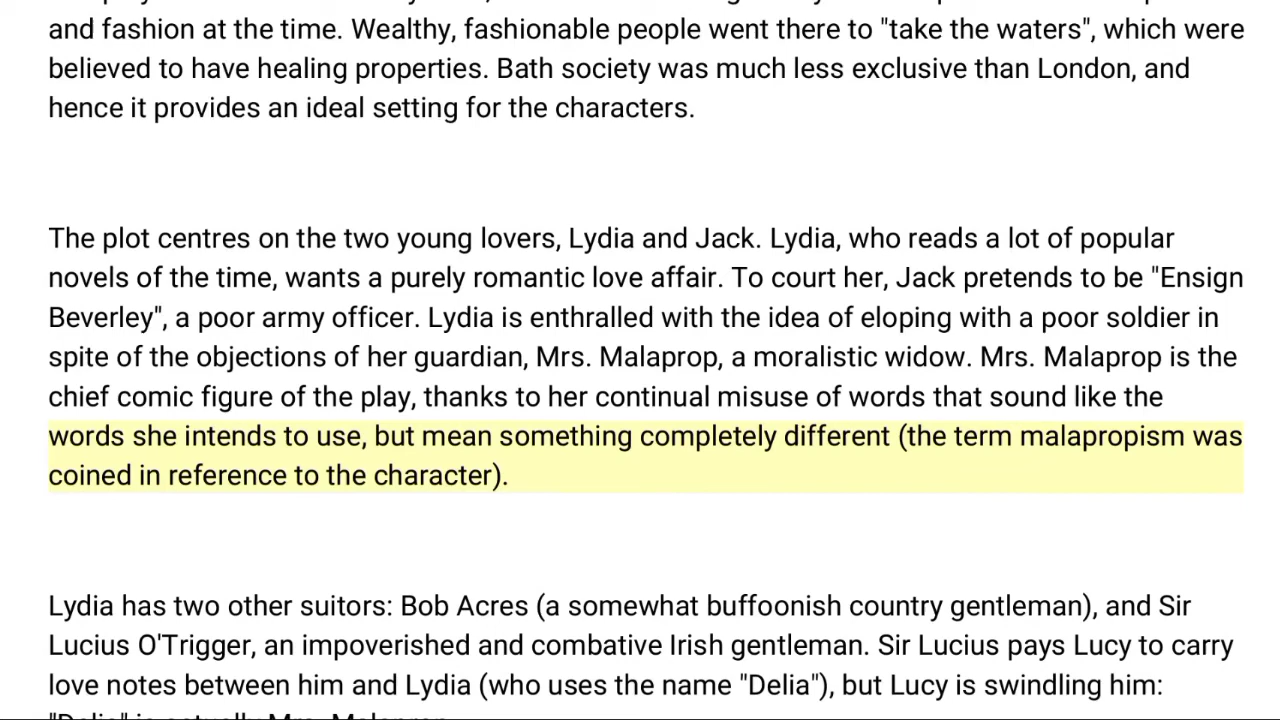 and fashion at the time. Wealthy, fashionable people went there to "take the waters", which were
believed to have healing properties. Bath society was much less exclusive than London, and
hence it provides an ideal setting for the characters.
The plot centres on the two young lovers, Lydia and Jack. Lydia, who reads a lot of popular
novels of the time, wants a purely romantic love affair. To court her, Jack pretends to be "Ensign
Beverley", a poor army officer. Lydia is enthralled with the idea of eloping with a poor soldier in
spite of the objections of her guardian, Mrs. Malaprop, a moralistic widow. Mrs. Malaprop is the
chief comic figure of the play, thanks to her continual misuse of words that sound like the
words she intends to use, but mean something completely different (the term malapropism was
coined in reference to the character).
Lydia has two other suitors: Bob Acres (a somewhat buffoonish country gentleman), and Sir
Lucius O'Trigger, an impoverished and combative Irish gentleman. Sir Lucius pays Lucy to carry
love notes between him and Lydia (who uses the name "Delia"), but Lucy is swindling him:
"Delia" is actually Mrs. Malaprop